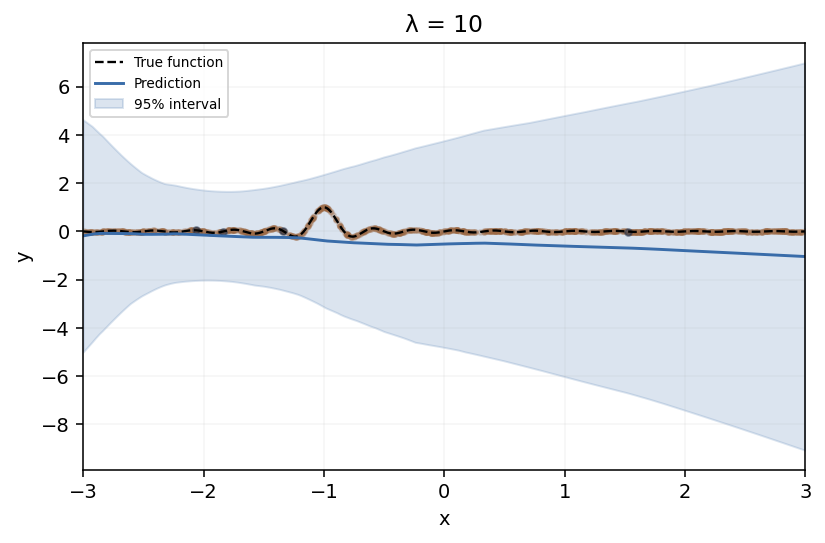 λ = 10
True function
Prediction
95% interval
6
4
2
0
−2
−4
−6
−8
y
−3 −2 −1 0 1 2 3
x